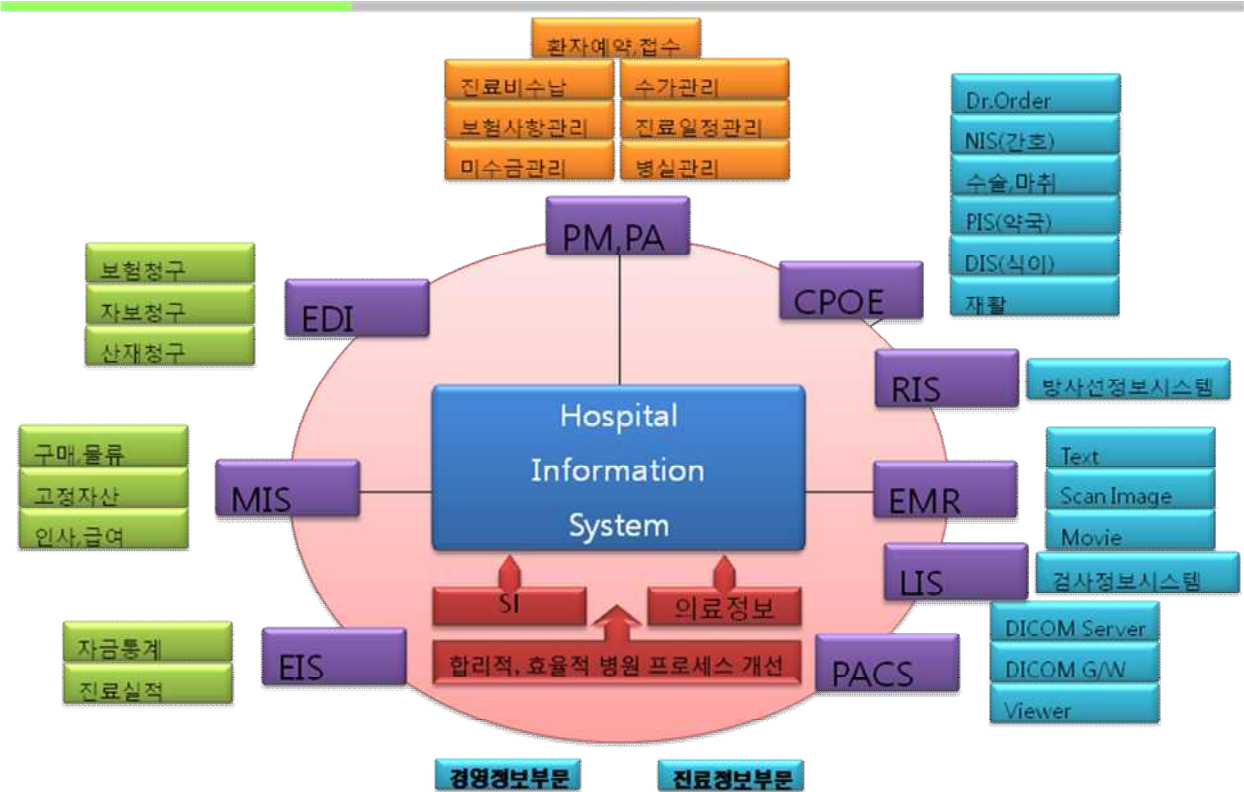 환자예약,접수
진료비수납
수가관리
보험사항관리
진료일정관리
미수금관리
병실관리
PM,PA
Dr.Order
NIS(간호)
수술,마취
PIS(약국)
DIS(식이)
재활
CPOE
보험청구
자보청구
산재청구
EDI
RIS
방사선정보시스템
Hospital
Information
System
구매,물류
고정자산
인사,급여
MIS
EMR
Text
Scan Image
Movie
LIS
검사정보시스템
SI
의료정보
합리적, 효율적 병원 프로세스 개선
자금통계
진료실적
EIS
PACS
DICOM Server
DICOM G/W
Viewer
경영정보부문
진료정보부문